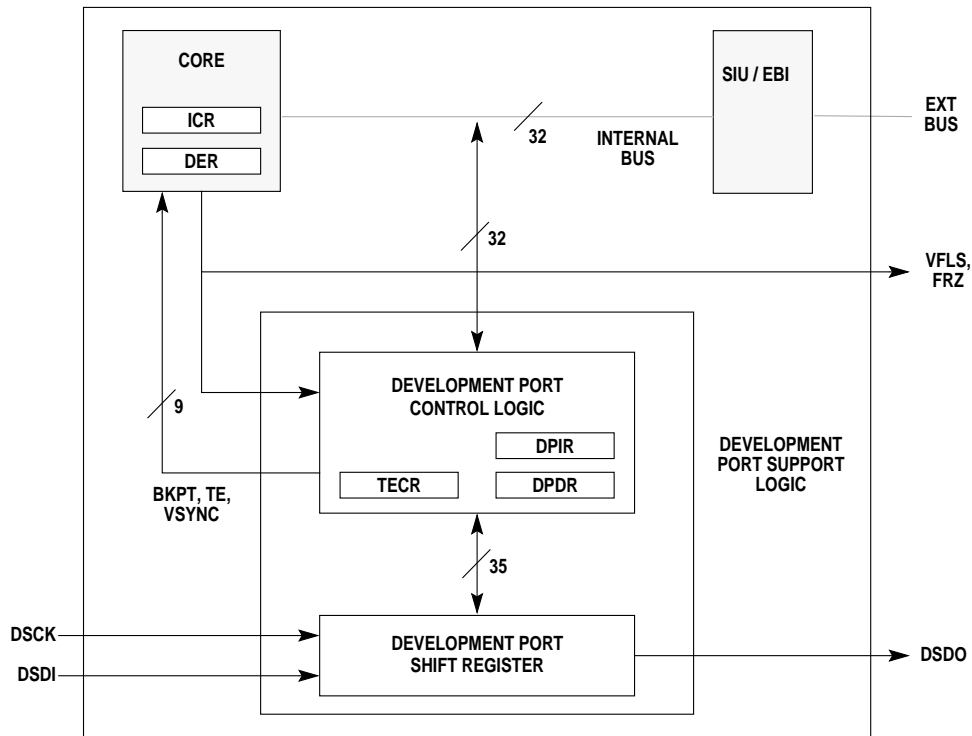 CORE
ICR
DER
SIU / EBI
32
INTERNAL
BUS
EXT
BUS
32
VFLS,
FRZ
9
BKPT, TE,
VSYNC
DEVELOPMENT PORT
CONTROL LOGIC
DPIR
TECR
DPDR
DEVELOPMENT
PORT SUPPORT
LOGIC
35
DSCK
DSDI
DEVELOPMENT PORT
SHIFT REGISTER
DSDO